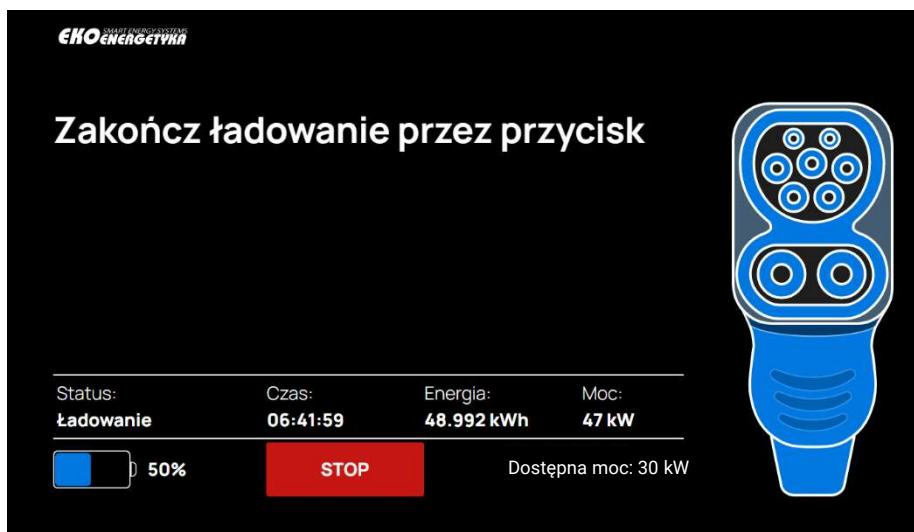 EKO SMART ENERGY SYSTEMS
ENERGETYKA
Zakończ ładowanie przez przycisk
Status: Czas: Energia: Moc:
Ładowanie 06:41:59 48.992 kWh 47 kW
50% STOP Dostępna moc: 30 kW